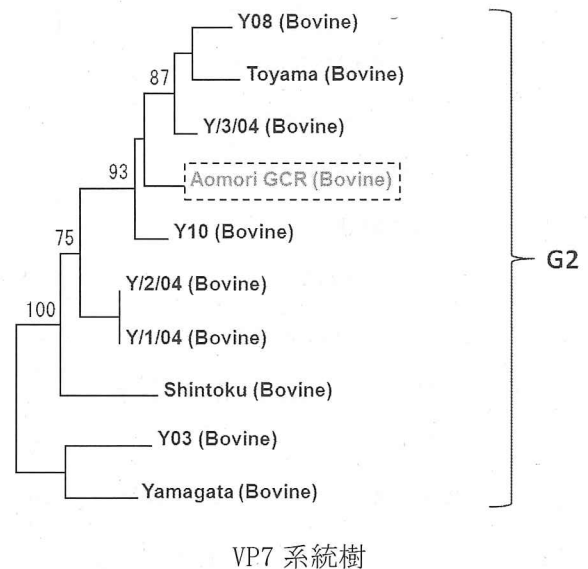 Y08 (Bovine)
87
Toyama (Bovine)
Y/3/04 (Bovine)
93
Aomori GCR (Bovine)
Y10 (Bovine)
75
G2
Y/2/04 (Bovine)
100
Y/1/04 (Bovine)
Shintoku (Bovine)
Y03 (Bovine)
Yamagata (Bovine)
VP7 系統樹